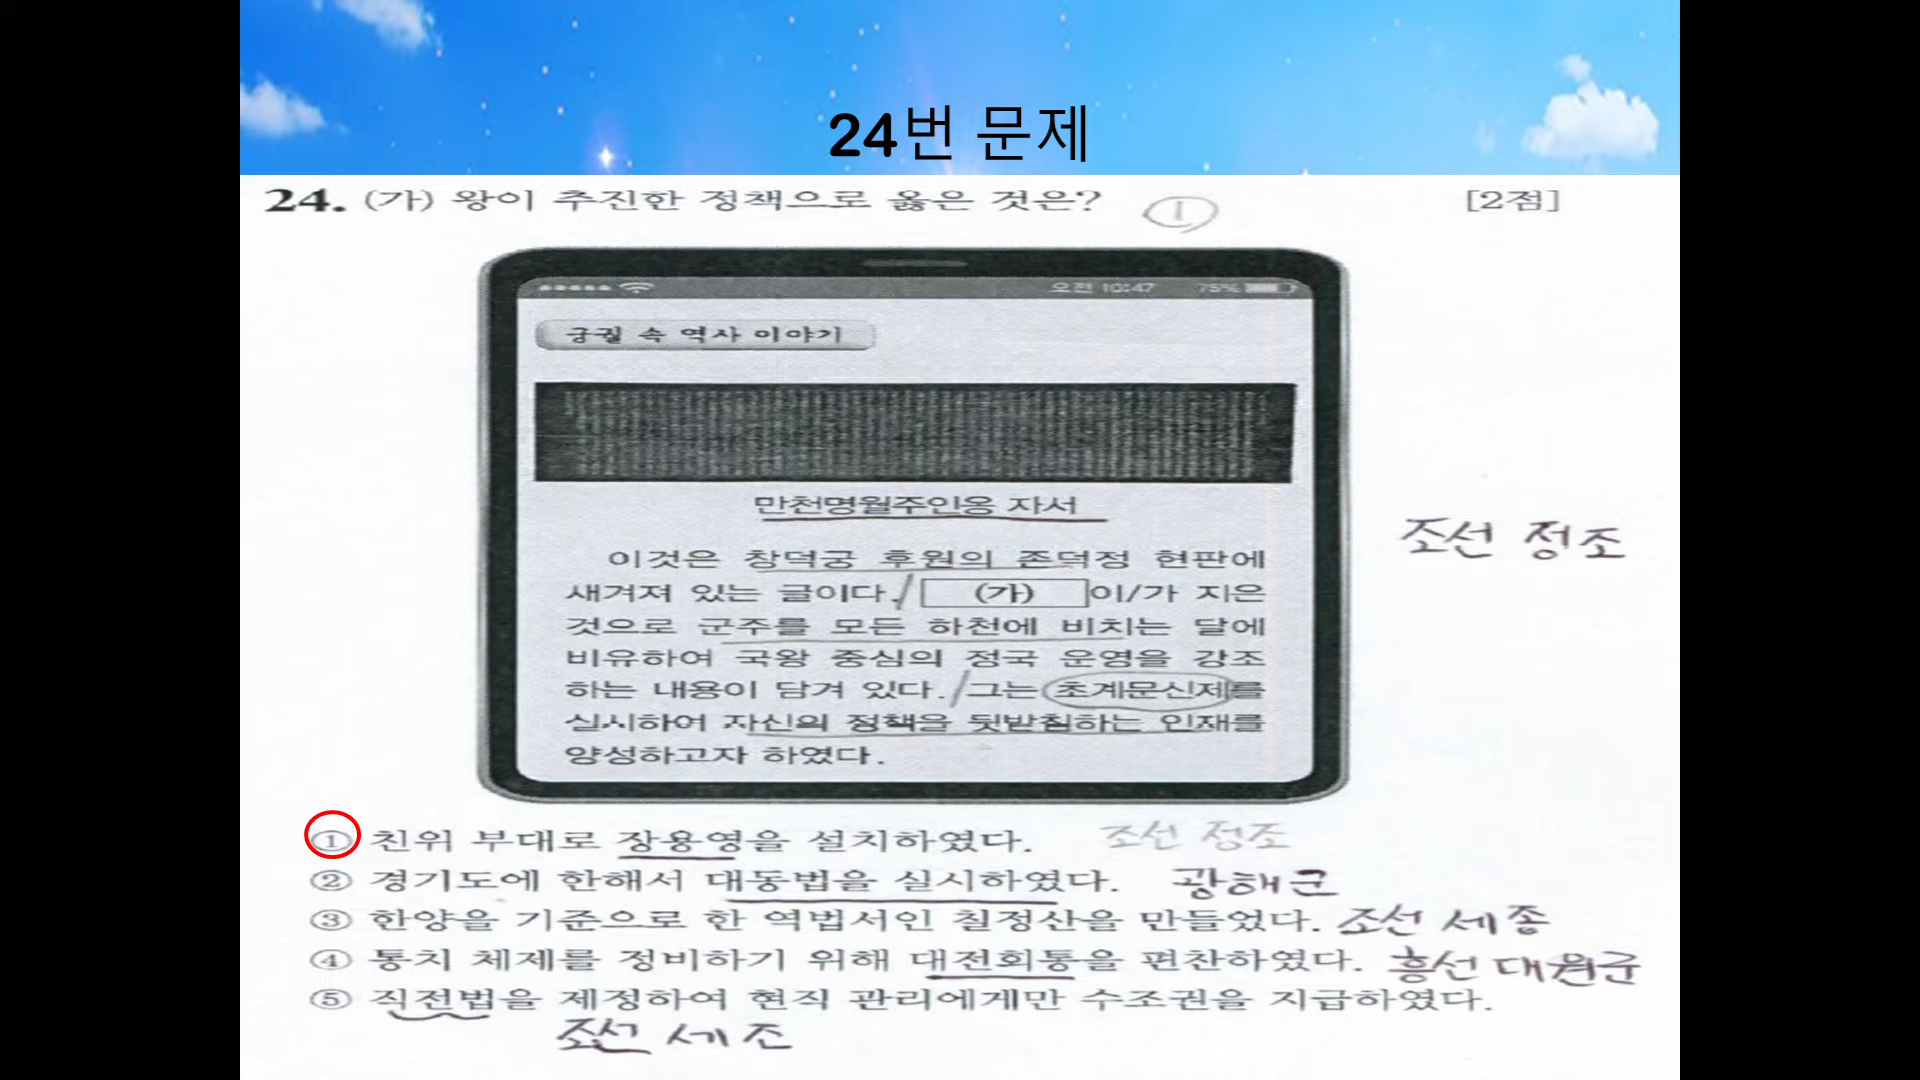 24번 문제
24. (가) 왕이 추진한 정책으로 옳은 것은? ① [2점]
오전 10:47 75%
궁궐 속 역사 이야기
만천명월주인옹 자서
이것은 창덕궁 후원의 존덕정 현판에
새겨져 있는 글이다. (가) 이/가 지은
것으로 군주를 모든 하천에 비치는 달에
비유하여 국왕 중심의 정국 운영을 강조
하는 내용이 담겨 있다. 그는 초계문신제를
실시하여 자신의 정책을 뒷받침하는 인재를
양성하고자 하였다.
조선 정조
① 친위 부대로 장용영을 설치하였다. 조선 정조
② 경기도에 한해서 대동법을 실시하였다. 광해군
③ 한양을 기준으로 한 역법서인 칠정산을 만들었다. 조선 세종
④ 통치 체제를 정비하기 위해 대전회통을 편찬하였다. 흥선대원군
⑤ 직전법을 제정하여 현직 관리에게만 수조권을 지급하였다.
조선 세조